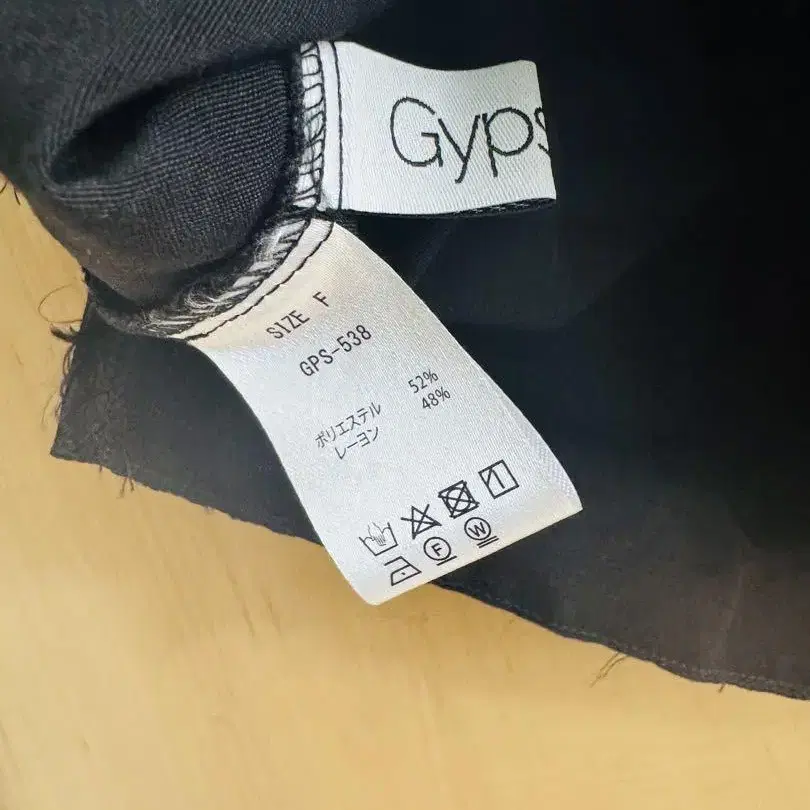 Gyps
SIZE F
GPS-538
ポリエステル 52%
レーヨン 48%
F
W